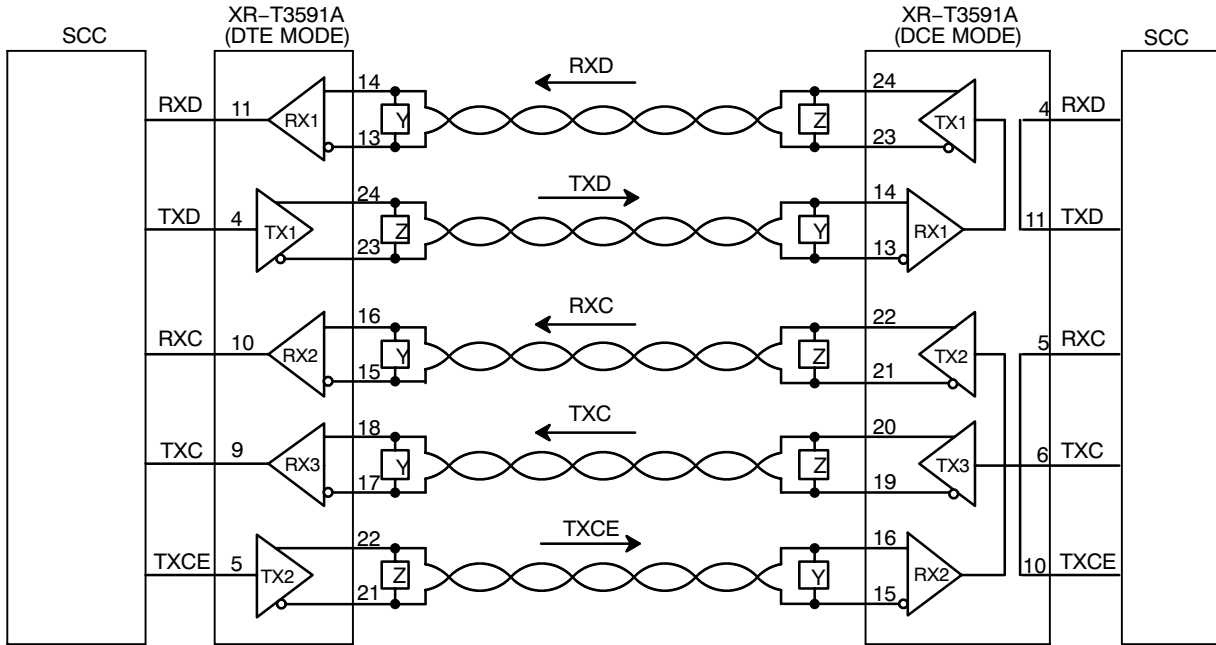 SCC
XR–T3591A
(DTE MODE)
XR–T3591A
(DCE MODE)
SCC
RXD 11 RX1 14 13 Y RXD Z 24 23 TX1 4 RXD
TXD 4 TX1 24 23 Z TXD Y 14 13 RX1 11 TXD
RXC 10 RX2 16 15 Y RXC Z 22 21 TX2 5 RXC
TXC 9 RX3 18 17 Y TXC Z 20 19 TX3 6 TXC
TXCE 5 TX2 22 21 Z TXCE Y 16 15 RX2 10 TXCE